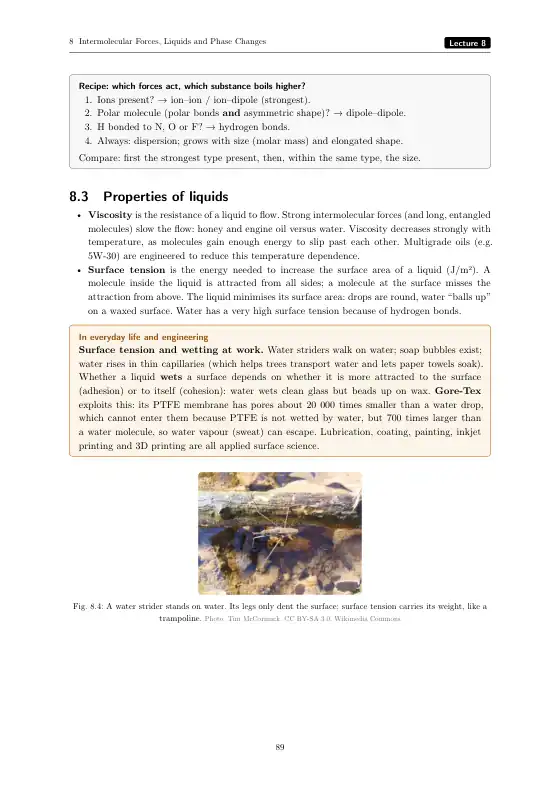 8 Intermolecular Forces, Liquids and Phase Changes
Lecture 8
Recipe: which forces act, which substance boils higher?
1. Ions present? → ion–ion / ion–dipole (strongest).
2. Polar molecule (polar bonds and asymmetric shape)? → dipole–dipole.
3. H bonded to N, O or F? → hydrogen bonds.
4. Always: dispersion; grows with size (molar mass) and elongated shape.
Compare: first the strongest type present, then, within the same type, the size.
8.3 Properties of liquids
• Viscosity is the resistance of a liquid to flow. Strong intermolecular forces (and long, entangled
molecules) slow the flow: honey and engine oil versus water. Viscosity decreases strongly with
temperature, as molecules gain enough energy to slip past each other. Multigrade oils (e.g.
5W-30) are engineered to reduce this temperature dependence.
• Surface tension is the energy needed to increase the surface area of a liquid (J/m²). A
molecule inside the liquid is attracted from all sides; a molecule at the surface misses the
attraction from above. The liquid minimises its surface area: drops are round, water “balls up”
on a waxed surface. Water has a very high surface tension because of hydrogen bonds.
In everyday life and engineering
Surface tension and wetting at work. Water striders walk on water; soap bubbles exist;
water rises in thin capillaries (which helps trees transport water and lets paper towels soak).
Whether a liquid wets a surface depends on whether it is more attracted to the surface
(adhesion) or to itself (cohesion): water wets clean glass but beads up on wax. Gore-Tex
exploits this: its PTFE membrane has pores about 20 000 times smaller than a water drop,
which cannot enter them because PTFE is not wetted by water, but 700 times larger than
a water molecule, so water vapour (sweat) can escape. Lubrication, coating, painting, inkjet
printing and 3D printing are all applied surface science.
Fig. 8.4: A water strider stands on water. Its legs only dent the surface; surface tension carries its weight, like a
trampoline. Photo: Tim McCormack, CC BY-SA 3.0, Wikimedia Commons
89